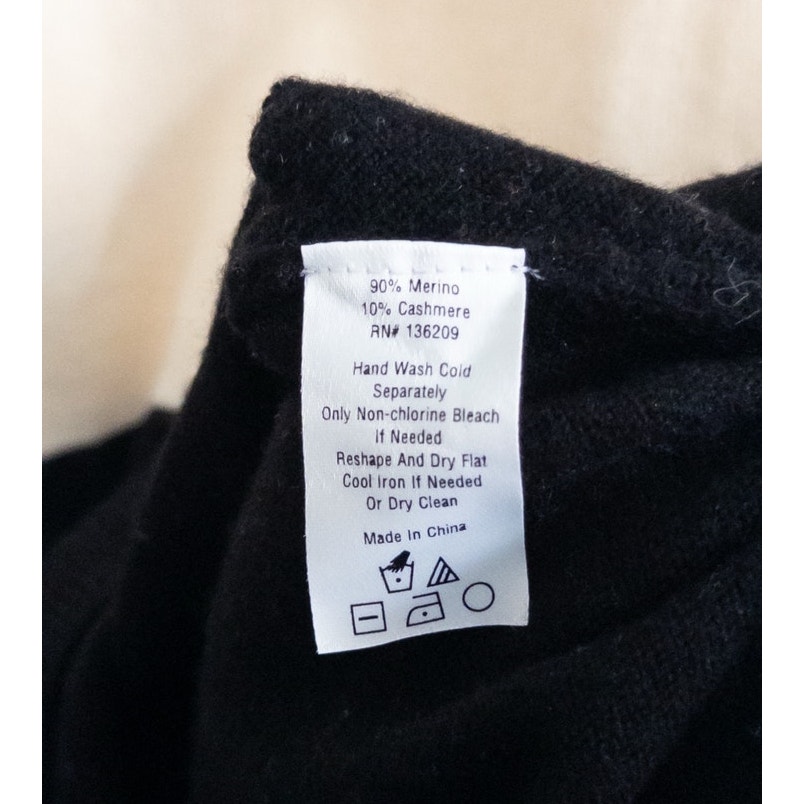 90% Merino
10% Cashmere
RN# 136209
Hand Wash Cold
Separately
Only Non-chlorine Bleach
If Needed
Reshape And Dry Flat
Cool Iron If Needed
Or Dry Clean
Made In China